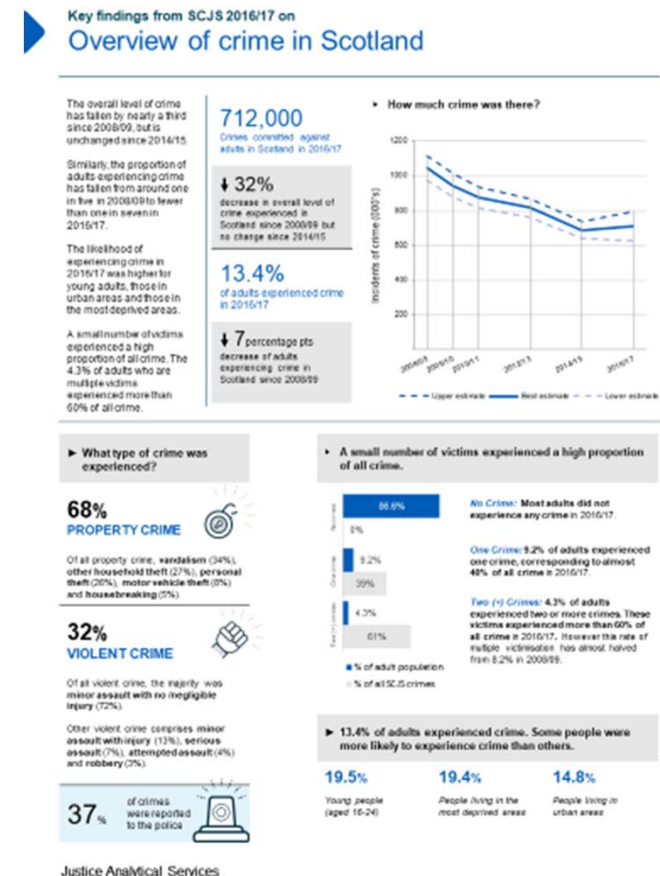 Key findings from SCJS 2016/17 on
Overview of crime in Scotland
The overall level of crime
has fallen by nearly a third
since 2008/09, but is
unchanged since 2014/15.
Similarly, the proportion of
adults experiencing crime
has fallen from around one
in five in 2008/09 to fewer
than one in seven in
2016/17.
The likelihood of
experiencing crime in
2016/17 was higher for
young adults, those in
urban areas and those in
the most deprived areas.
A small number of victims
experienced a high
proportion of all crime. The
4.3% of adults who are
multiple victims
experienced more than
60% of all crime.
712,000
Crimes committed against
adults in Scotland in 2016/17
32%
decrease in overall level of
crime experienced in
Scotland since 2008/09 but
no change since 2014/15
13.4%
of adults experienced crime
in 2016/17
7 percentage pts
decrease of adults
experiencing crime in
Scotland since 2008/09
How much crime was there?
Incidents of crime (000's)
1200
1000
800
600
400
200
2008/09
2009/10
2010/11
2012/13
2014/15
2016/17
Upper estimate Best estimate Lower estimate
What type of crime was
experienced?
68%
PROPERTY CRIME
Of all property crime, vandalism (34%),
other household theft (27%), personal
theft (26%), motor vehicle theft (8%)
and housebreaking (5%).
32%
VIOLENT CRIME
Of all violent crime, the majority was
minor assault with no /negligible
injury (72%).
Other violent crime comprises minor
assault with injury (13%), serious
assault (7%), attempted assault (4%)
and robbery (3%).
37%
of crimes
were reported
to the police
A small number of victims experienced a high proportion
of all crime.
No crime
86.6%
0%
One crime
9.2%
39%
Two (+) crimes
4.3%
61%
% of adult population
% of all SCJS crimes
No Crime: Most adults did not
experience any crime in 2016/17.
One Crime: 9.2% of adults experienced
one crime, corresponding to almost
40% of all crime in 2016/17.
Two (+) Crimes: 4.3% of adults
experienced two or more crimes. These
victims experienced more than 60% of
all crime in 2016/17. However this rate of
multiple victimisation has almost halved
from 8.2% in 2008/09.
13.4% of adults experienced crime. Some people were
more likely to experience crime than others.
19.5%
Young people
(aged 16-24)
19.4%
People living in the
most deprived areas
14.8%
People living in
urban areas
Justice Analytical Services